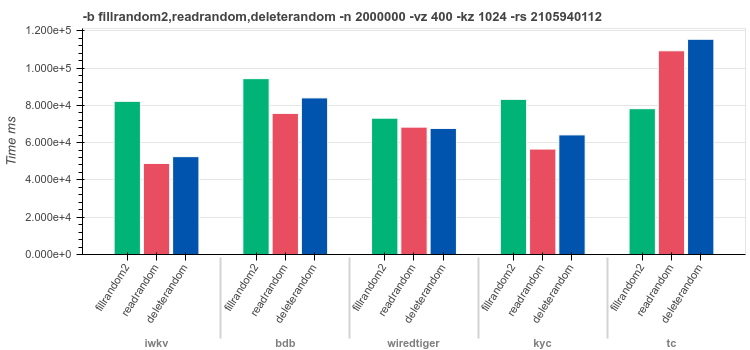 -b fillrandom2,readrandom,deleterandom -n 2000000 -vz 400 -kz 1024 -rs 2105940112
Time ms
1.200e+5
1.000e+5
8.000e+4
6.000e+4
4.000e+4
2.000e+4
0.000e+0
fillrandom2 readrandom deleterandom fillrandom2 readrandom deleterandom fillrandom2 readrandom deleterandom fillrandom2 readrandom deleterandom fillrandom2 readrandom deleterandom
iwkv bdb wiredtiger kyc tc